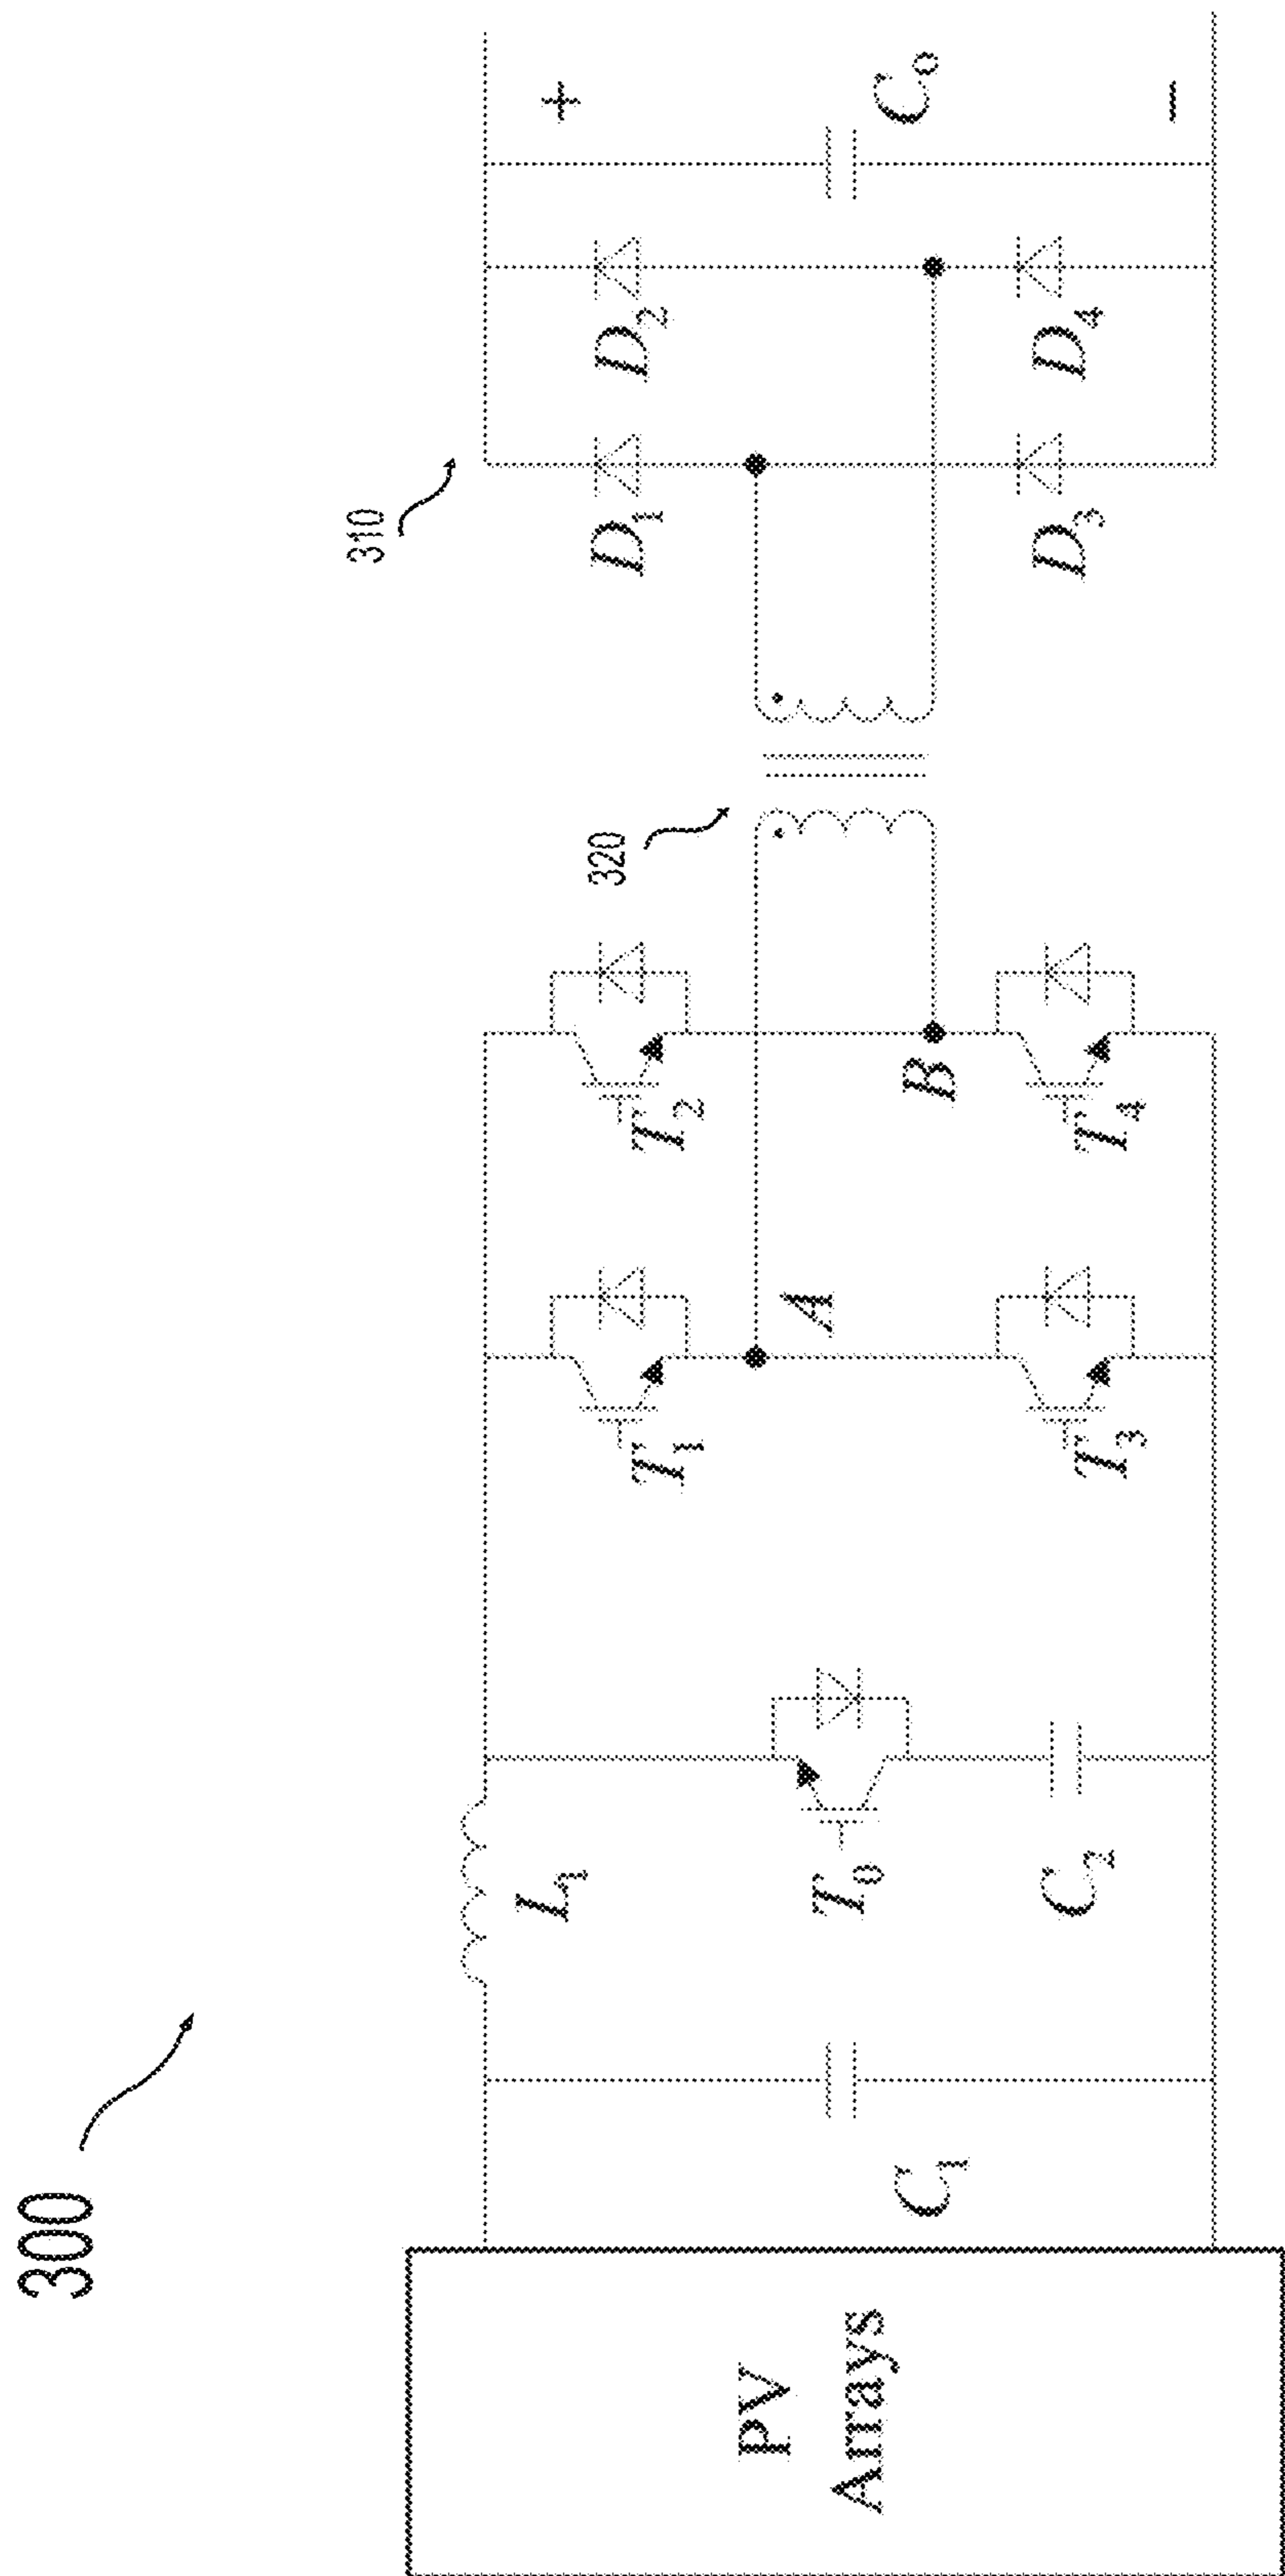 300
310
320
PV
Arrays
C1
L1
T0
C2
T1
T2
T3
T4
A
B
D1
D2
D3
D4
Co
+
−